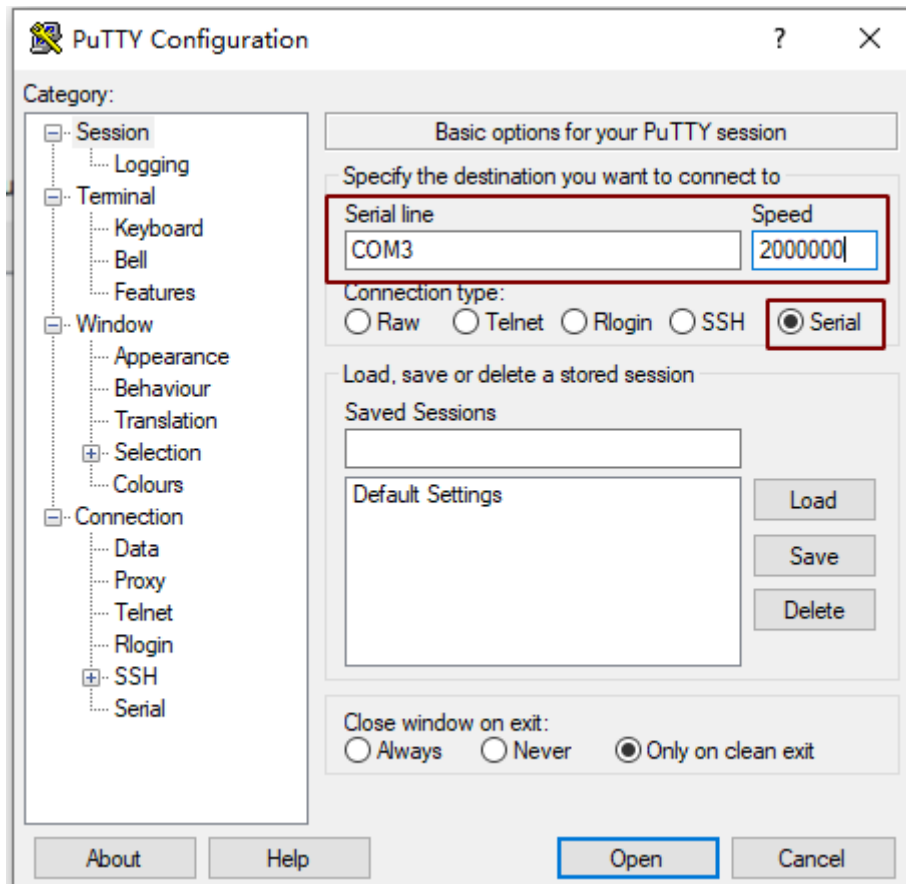 PuTTY Configuration
?
Category:
Session
Logging
Terminal
Keyboard
Bell
Features
Window
Appearance
Behaviour
Translation
Selection
Colours
Connection
Data
Proxy
Telnet
Rlogin
SSH
Serial
Basic options for your PuTTY session
Specify the destination you want to connect to
Serial line Speed
COM3 2000000
Connection type:
Raw Telnet Rlogin SSH Serial
Load, save or delete a stored session
Saved Sessions
Default Settings
Load
Save
Delete
Close window on exit:
Always Never Only on clean exit
About Help Open Cancel